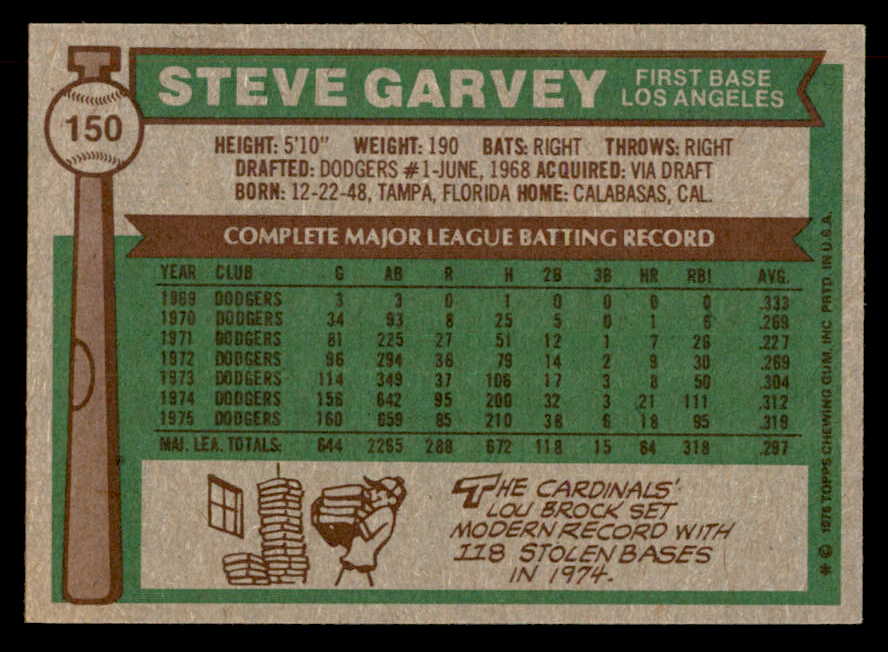 150
STEVE GARVEY
FIRST BASE
LOS ANGELES
HEIGHT: 5'10" WEIGHT: 190 BATS: RIGHT THROWS: RIGHT
DRAFTED: DODGERS #1-JUNE, 1968 ACQUIRED: VIA DRAFT
BORN: 12-22-48, TAMPA, FLORIDA HOME: CALABASAS, CAL.
COMPLETE MAJOR LEAGUE BATTING RECORD
YEAR CLUB G AB R H 2B 3B HR RBI AVG.
1969 DODGERS 3 3 0 1 0 0 0 0 .333
1970 DODGERS 34 93 8 25 5 0 1 6 .269
1971 DODGERS 81 225 27 51 12 1 7 26 .227
1972 DODGERS 96 294 36 79 14 2 9 30 .269
1973 DODGERS 114 349 37 106 17 3 8 50 .304
1974 DODGERS 156 642 95 200 32 3 21 111 .312
1975 DODGERS 160 659 85 210 38 6 18 95 .319
MAJ. LEA. TOTALS: 644 2265 288 672 118 15 64 318 .297
THE CARDINALS'
LOU BROCK SET
MODERN RECORD WITH
118 STOLEN BASES
IN 1974.
* © 1976 TOPPS CHEWING GUM, INC. PRTD. IN U.S.A.